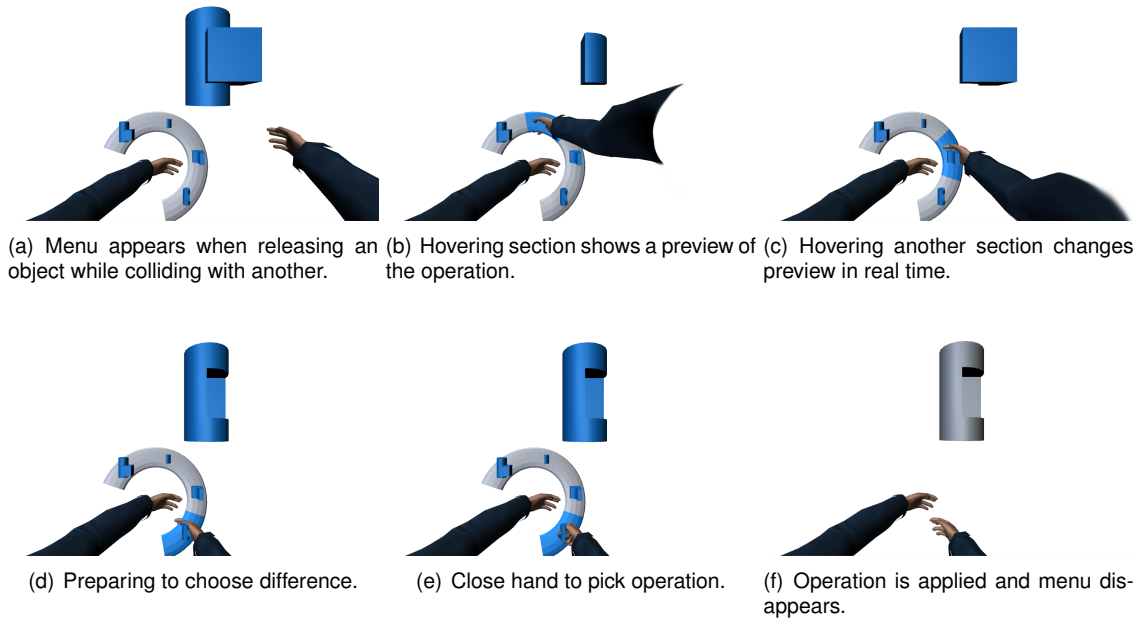 (a) Menu appears when releasing an
object while colliding with another.
(b) Hovering section shows a preview of
the operation.
(c) Hovering another section changes
preview in real time.
(d) Preparing to choose difference.
(e) Close hand to pick operation.
(f) Operation is applied and menu dis-
appears.